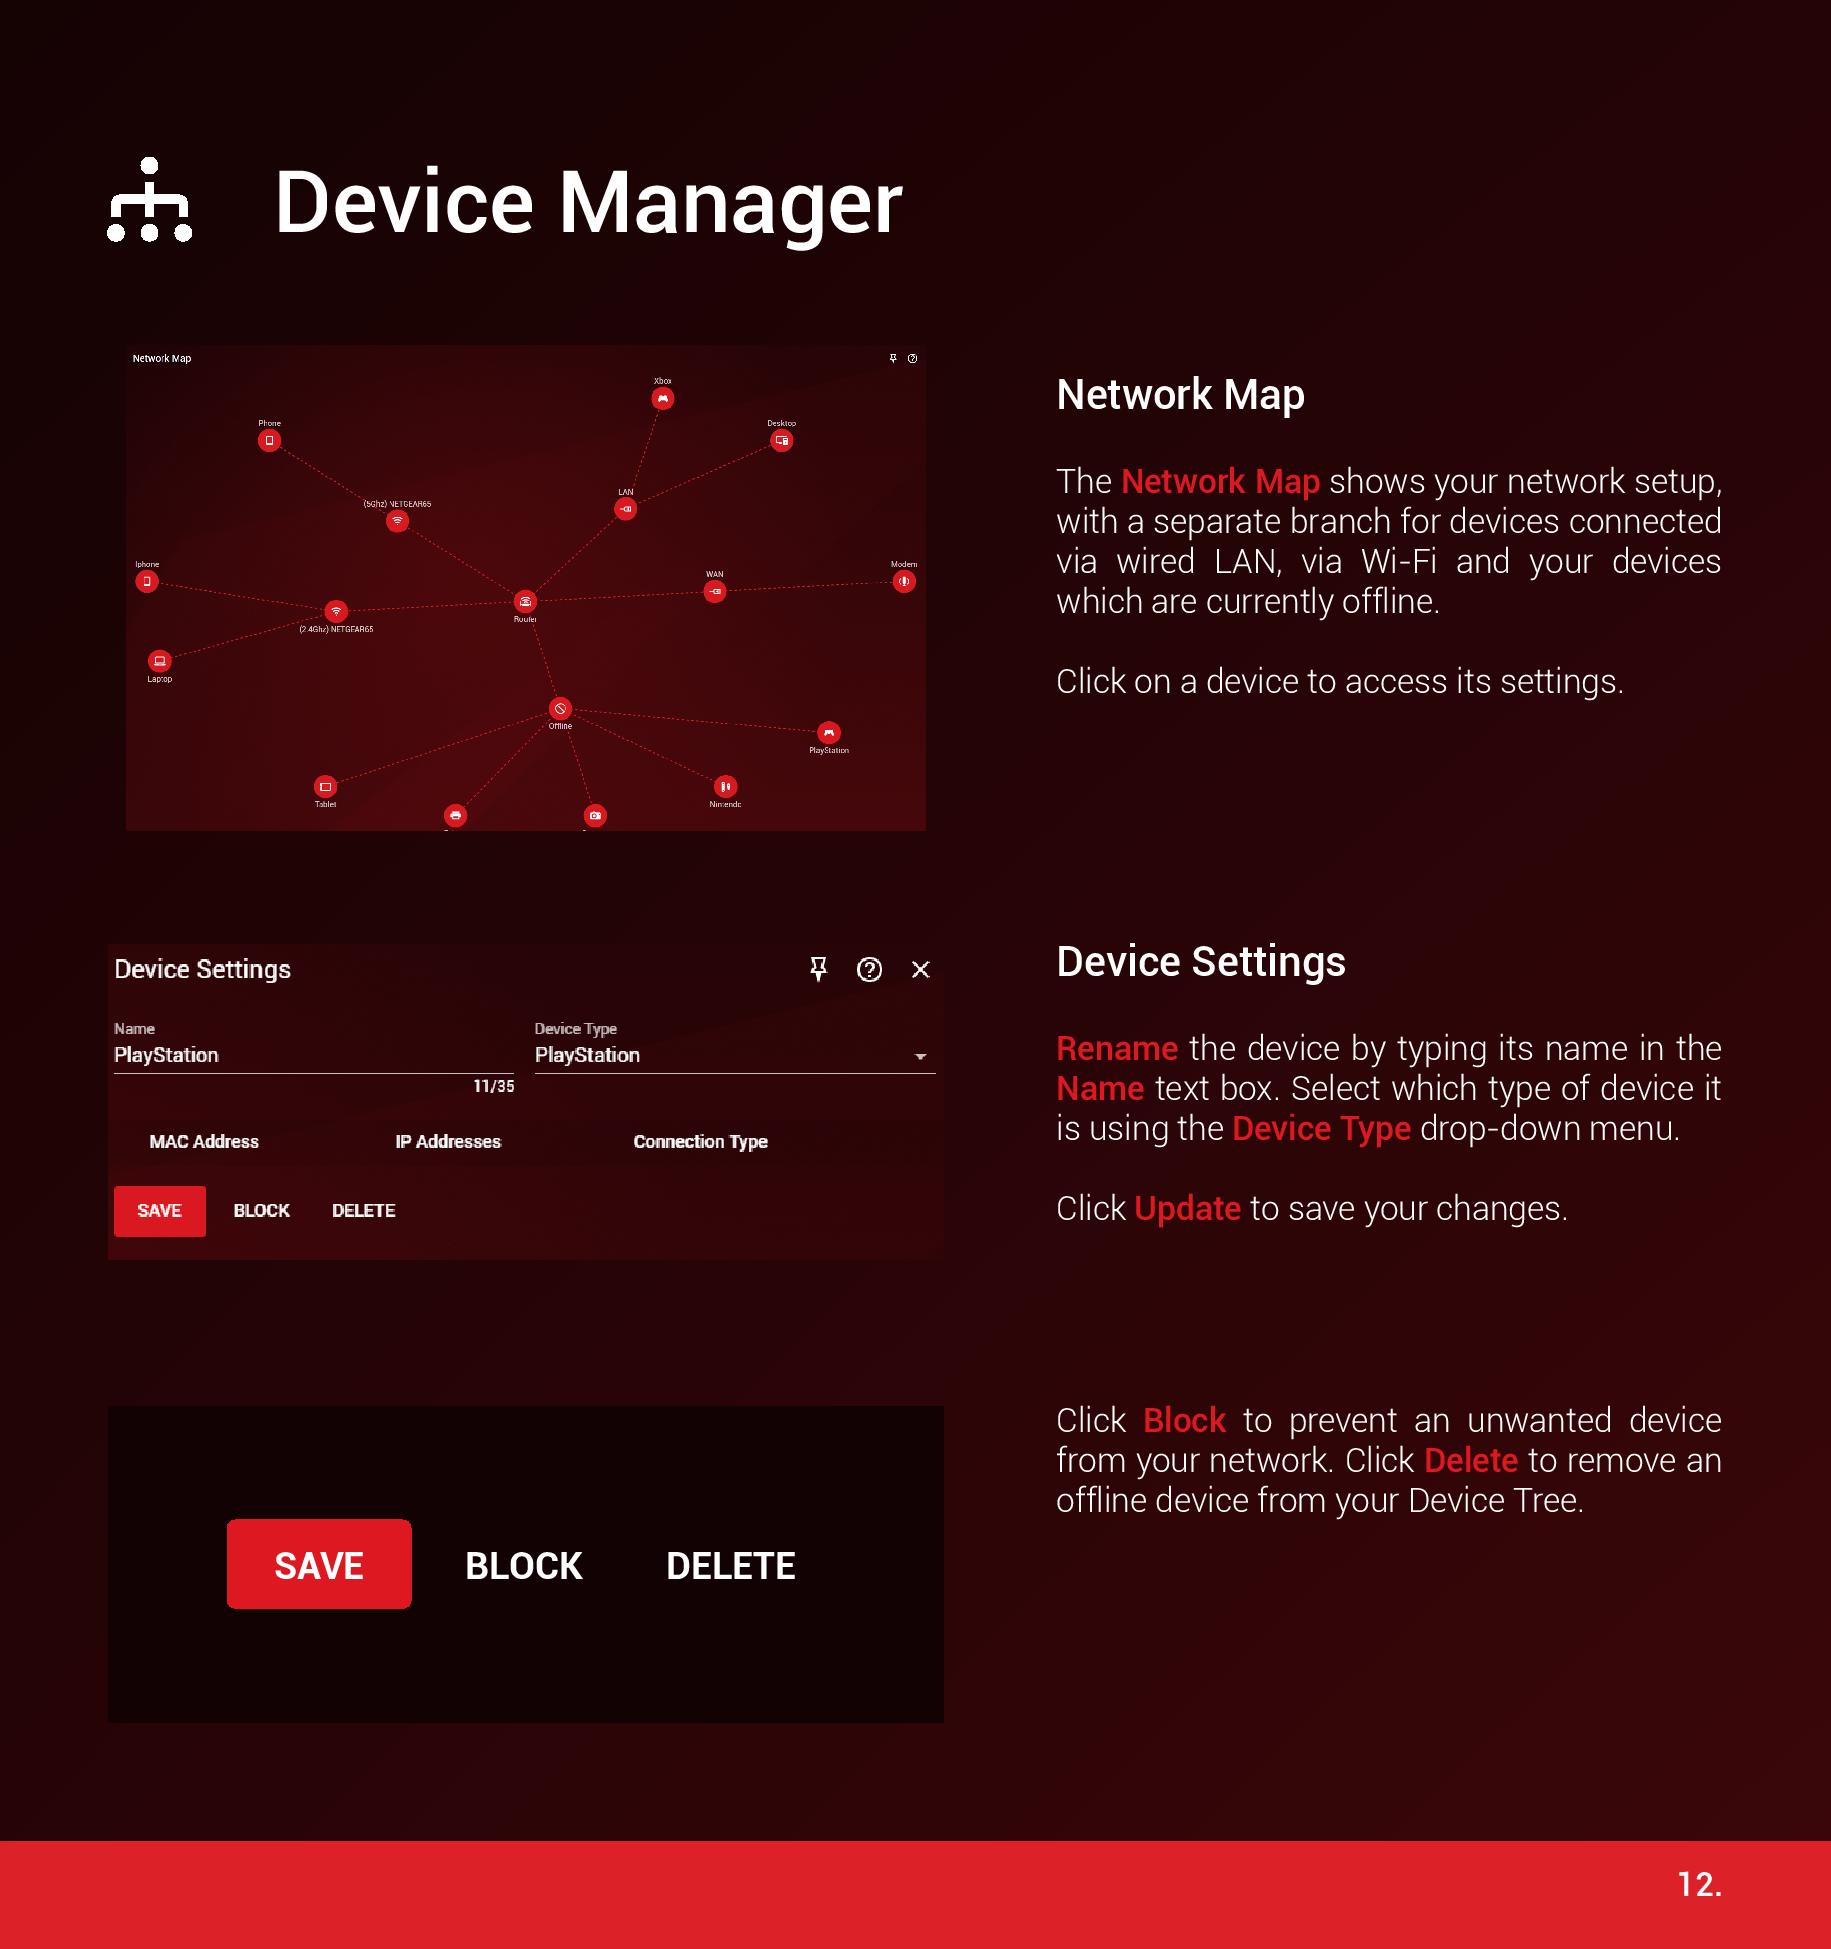 Device Manager
Network Map
Xbox
Phone
Desktop
LAN
(5Ghz) NETGEAR65
Iphone
WAN
Modem
Router
(2.4Ghz) NETGEAR65
Laptop
Offline
PlayStation
Tablet
Nintendo
Network Map
The Network Map shows your network setup,
with a separate branch for devices connected
via wired LAN, via Wi-Fi and your devices
which are currently offline.
Click on a device to access its settings.
Device Settings
Name
Device Type
PlayStation
PlayStation
11/35
MAC Address
IP Addresses
Connection Type
SAVE
BLOCK
DELETE
Device Settings
Rename the device by typing its name in the
Name text box. Select which type of device it
is using the Device Type drop-down menu.
Click Update to save your changes.
SAVE
BLOCK
DELETE
Click Block to prevent an unwanted device
from your network. Click Delete to remove an
offline device from your Device Tree.
12.